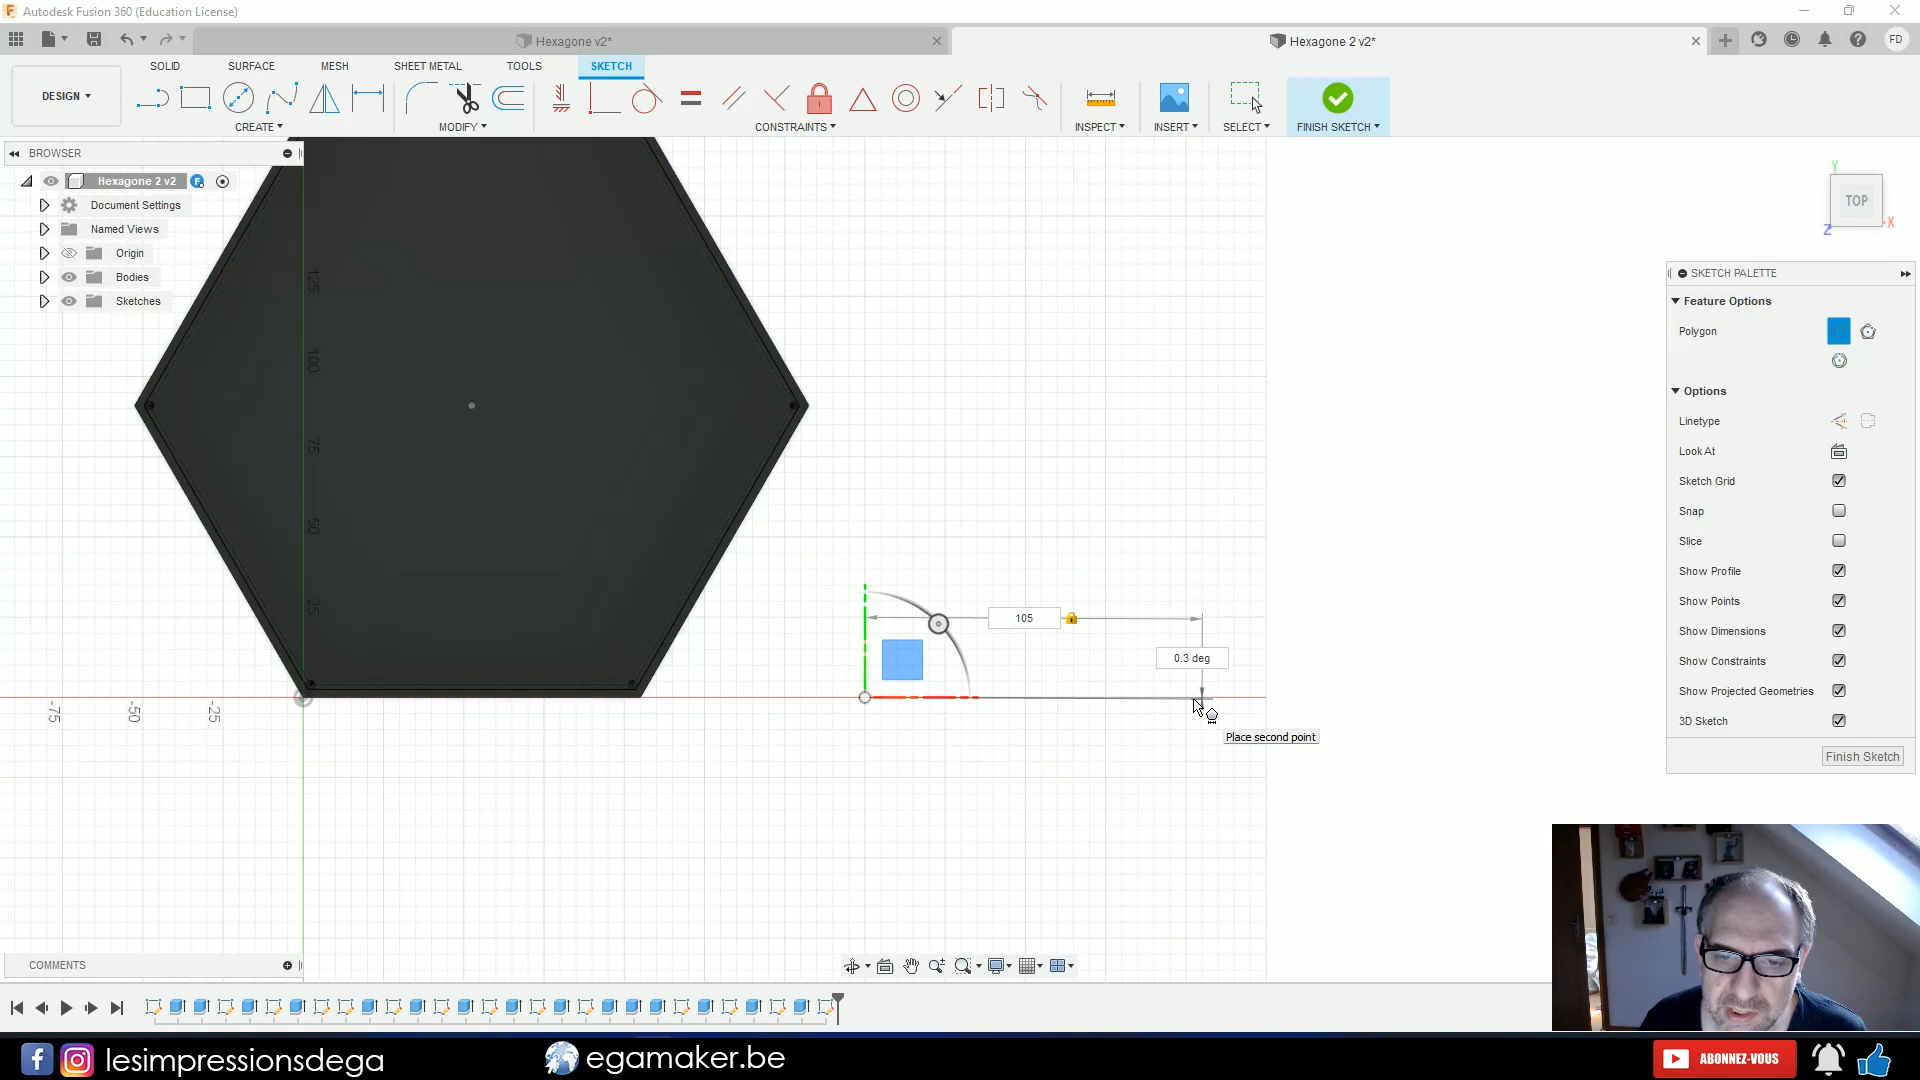 Autodesk Fusion 360 (Education License)
Hexagone v2*
Hexagone 2 v2*
FD
DESIGN
SOLID
SURFACE
MESH
SHEET METAL
TOOLS
SKETCH
CREATE
MODIFY
CONSTRAINTS
INSPECT
INSERT
SELECT
FINISH SKETCH
BROWSER
Hexagone 2 v2
Document Settings
Named Views
Origin
Bodies
Sketches
Y
TOP
X
Z
125
100
75
50
25
-75
-50
-25
105
0.3 deg
Place second point
SKETCH PALETTE
Feature Options
Polygon
Options
Linetype
Look At
Sketch Grid
Snap
Slice
Show Profile
Show Points
Show Dimensions
Show Constraints
Show Projected Geometries
3D Sketch
Finish Sketch
COMMENTS
lesimpressionsdega
egamaker.be
ABONNEZ-VOUS